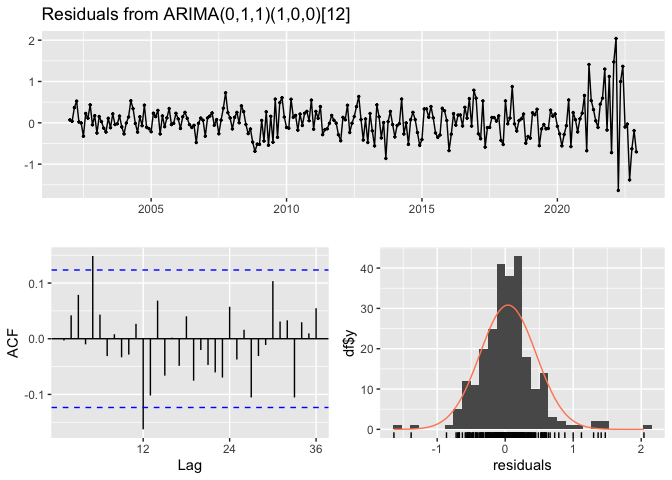 Residuals from ARIMA(0,1,1)(1,0,0)[12]
2
1
0
-1
2005 2010 2015 2020
0.1
0.0
-0.1
ACF
12 24 36
Lag
40
30
20
10
0
df$y
-1 0 1 2
residuals